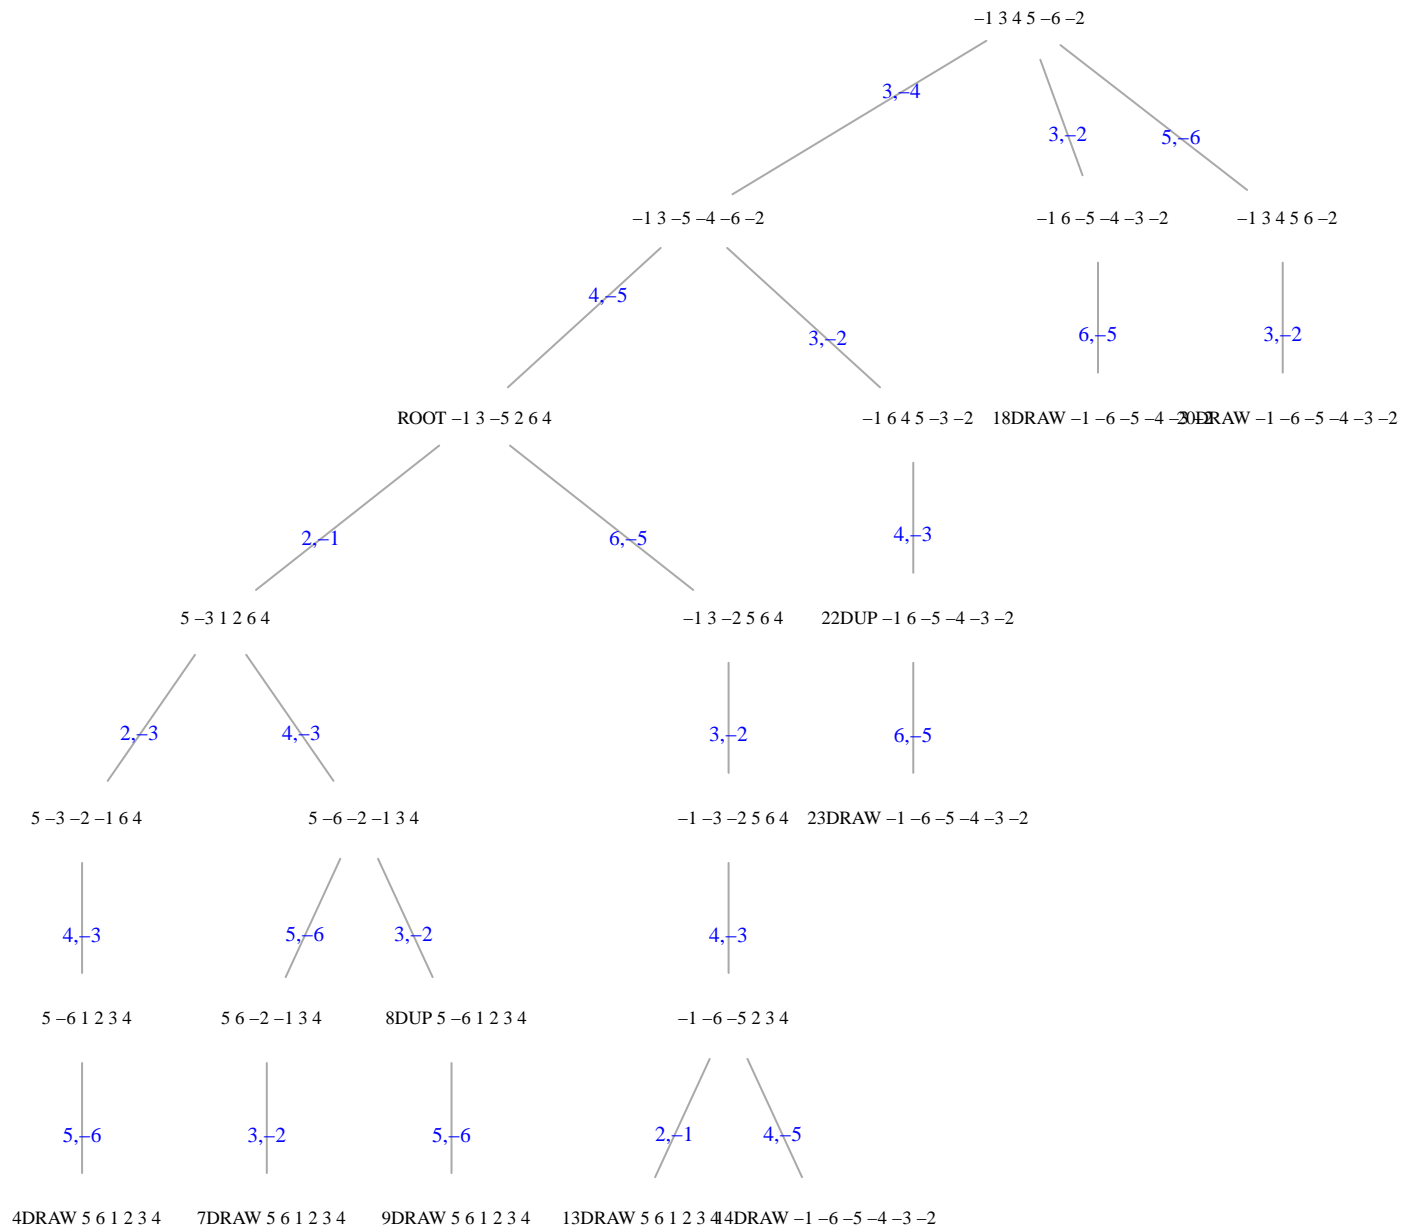 –1 3 4 5 –6 –2
3,–4
3,–2
5,–6
–1 3 –5 –4 –6 –2
–1 6 –5 –4 –3 –2
–1 3 4 5 6 –2
4,–5
3,–2
6,–5
3,–2
ROOT –1 3 –5 2 6 4
–1 6 4 5 –3 –2
18DRAW –1 –6 –5 –4 –3 –2
20DRAW –1 –6 –5 –4 –3 –2
2,–1
6,–5
4,–3
5 –3 1 2 6 4
–1 3 –2 5 6 4
22DUP –1 6 –5 –4 –3 –2
2,–3
4,–3
3,–2
6,–5
5 –3 –2 –1 6 4
5 –6 –2 –1 3 4
–1 –3 –2 5 6 4
23DRAW –1 –6 –5 –4 –3 –2
4,–3
5,–6
3,–2
4,–3
5 –6 1 2 3 4
5 6 –2 –1 3 4
8DUP 5 –6 1 2 3 4
–1 –6 –5 2 3 4
5,–6
3,–2
5,–6
2,–1
4,–5
4DRAW 5 6 1 2 3 4
7DRAW 5 6 1 2 3 4
9DRAW 5 6 1 2 3 4
13DRAW 5 6 1 2 3 4
14DRAW –1 –6 –5 –4 –3 –2